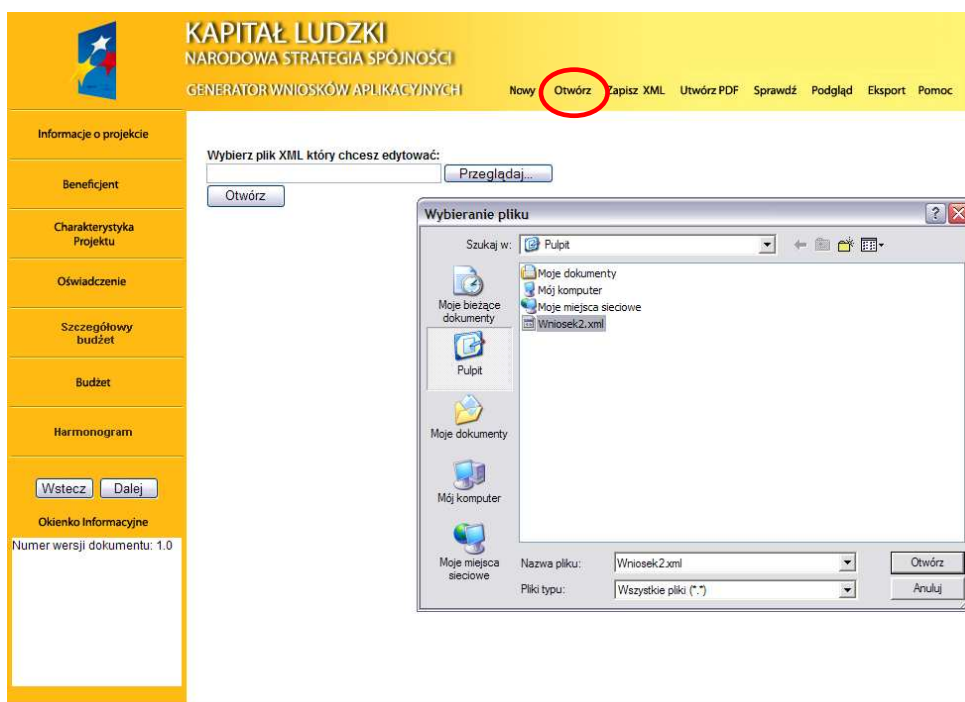 KAPITAŁ LUDZKI
NARODOWA STRATEGIA SPÓJNOŚCI
GENERATOR WNIOSKÓW APLIKACYJNYCH
Nowy Otwórz Zapisz XML Utwórz PDF Sprawdź Podgląd Eksport Pomoc
Informacje o projekcie
Beneficjent
Charakterystyka
Projektu
Oświadczenie
Szczegółowy
budżet
Budżet
Harmonogram
Wstecz Dalej
Okienko Informacyjne
Numer wersji dokumentu: 1.0
Wybierz plik XML który chcesz edytować:
Przeglądaj...
Otwórz
Wybieranie pliku
Szukaj w: Pulpit
Moje bieżące
dokumenty
Pulpit
Moje dokumenty
Mój komputer
Moje miejsca
sieciowe
Moje dokumenty
Mój komputer
Moje miejsca sieciowe
Wniosek2.xml
Nazwa pliku: Wniosek2.xml Otwórz
Pliki typu: Wszystkie pliki (*.*) Anuluj